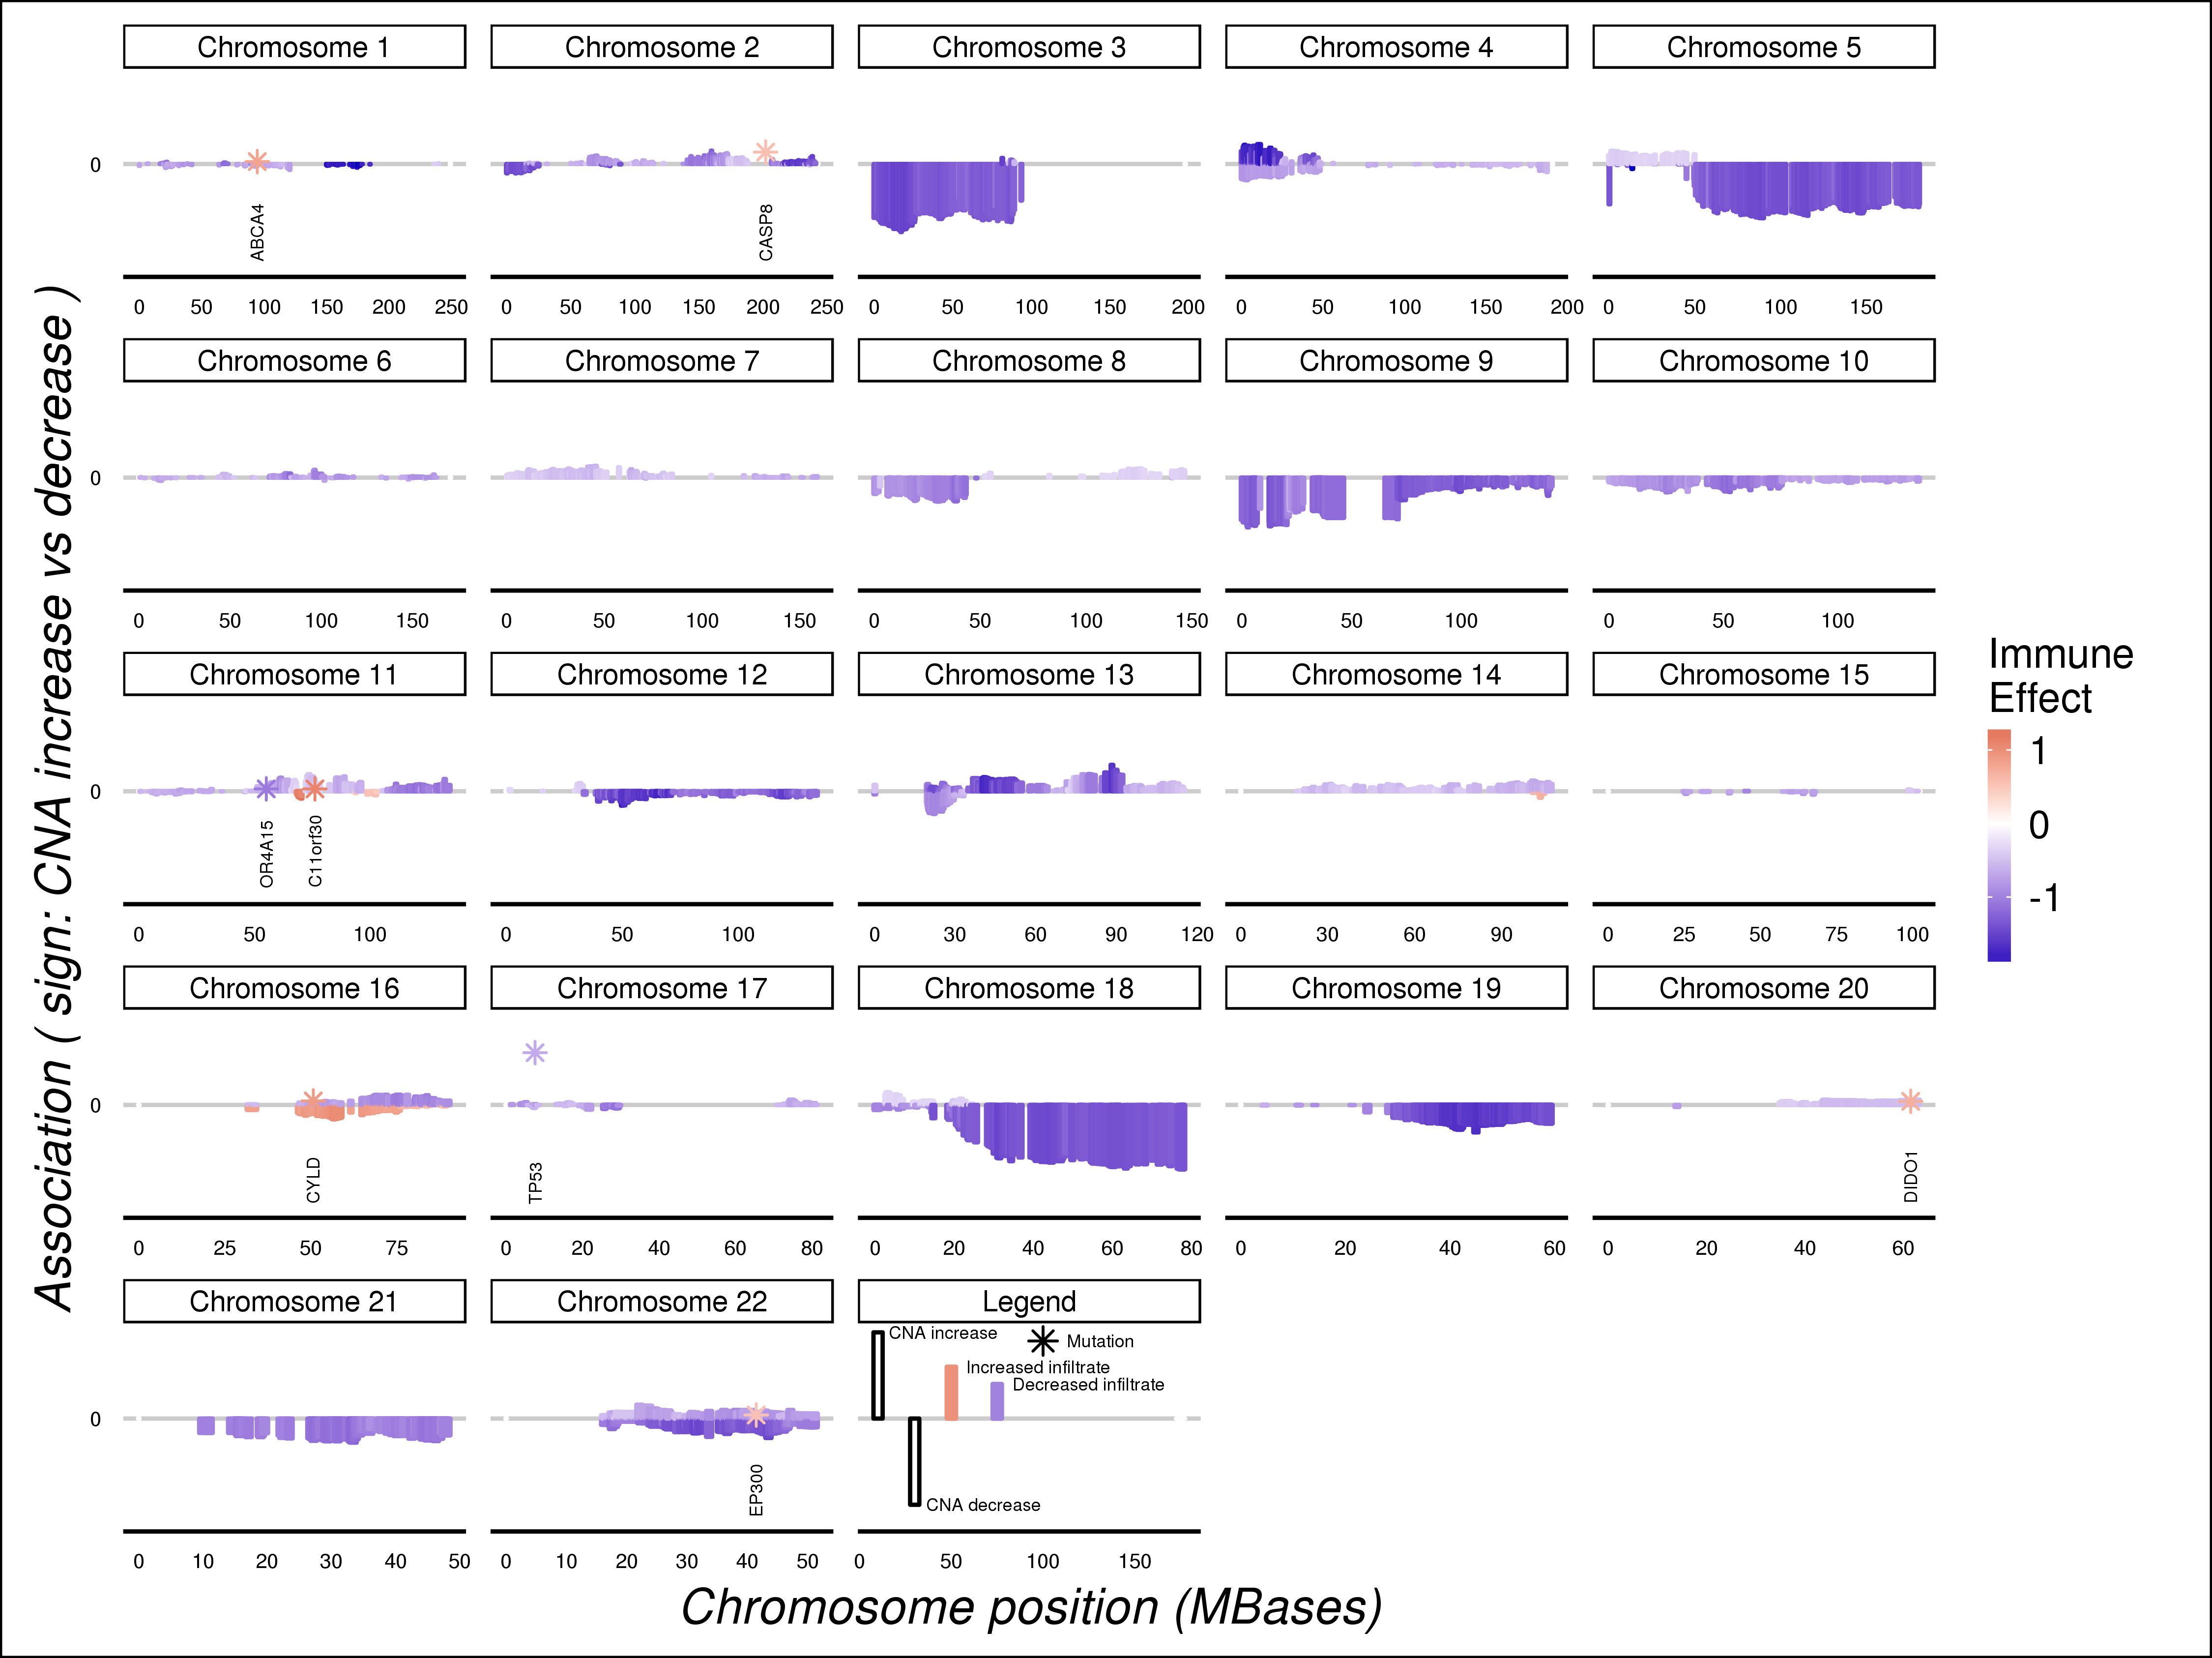 Association ( sign: CNA increase vs decrease )
Chromosome 1 Chromosome 2 Chromosome 3 Chromosome 4 Chromosome 5
0
ABCA4 CASP8
0 50 100 150 200 250 0 50 100 150 200 250 0 50 100 150 200 0 50 100 150 200 0 50 100 150
Chromosome 6 Chromosome 7 Chromosome 8 Chromosome 9 Chromosome 10
0
0 50 100 150 0 50 100 150 0 50 100 150 0 50 100 0 50 100
Chromosome 11 Chromosome 12 Chromosome 13 Chromosome 14 Chromosome 15
0
OR4A15 C11orf30
0 50 100 0 50 100 0 30 60 90 120 0 30 60 90 0 25 50 75 100
Chromosome 16 Chromosome 17 Chromosome 18 Chromosome 19 Chromosome 20
0
CYLD TP53 DIDO1
0 25 50 75 0 20 40 60 80 0 20 40 60 80 0 20 40 60 0 20 40 60
Chromosome 21 Chromosome 22 Legend
CNA increase
Mutation
Increased infiltrate
Decreased infiltrate
0
EP300
CNA decrease
0 10 20 30 40 50 0 10 20 30 40 50 0 50 100 150
Chromosome position (MBases)
Immune
Effect
1
0
-1